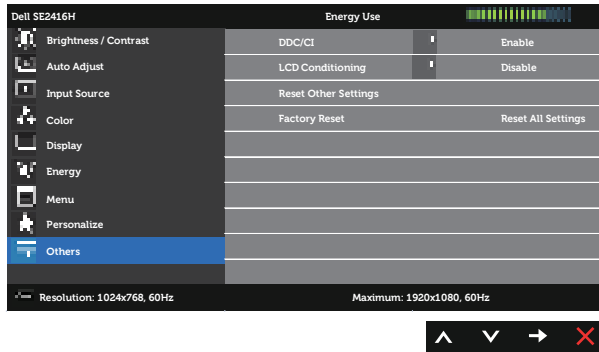 Dell SE2416H Energy Use
Brightness / Contrast
Auto Adjust
Input Source
Color
Display
Energy
Menu
Personalize
Others
DDC/CI Enable
LCD Conditioning Disable
Reset Other Settings
Factory Reset Reset All Settings
Resolution: 1024x768, 60Hz Maximum: 1920x1080, 60Hz